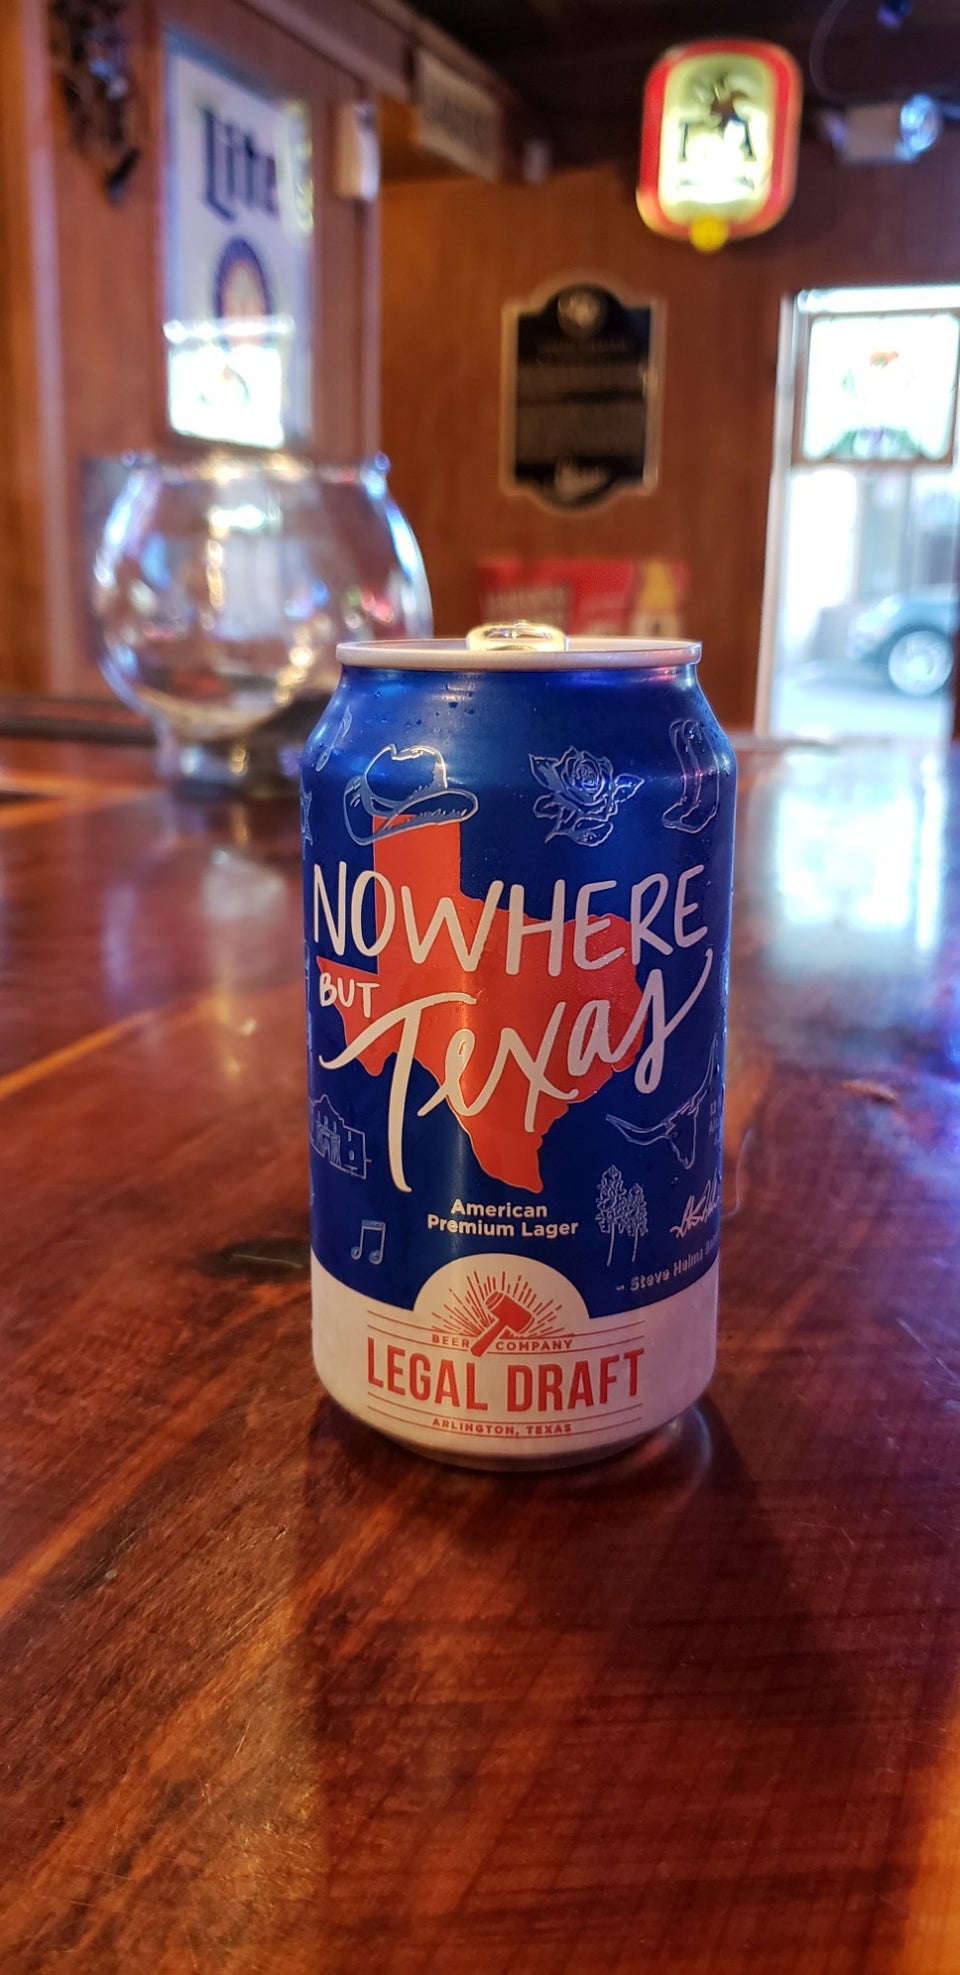 Lite
A
NOWHERE
BUT
Texas
American
Premium Lager
- Steve Helms
BEER COMPANY
LEGAL DRAFT
ARLINGTON, TEXAS